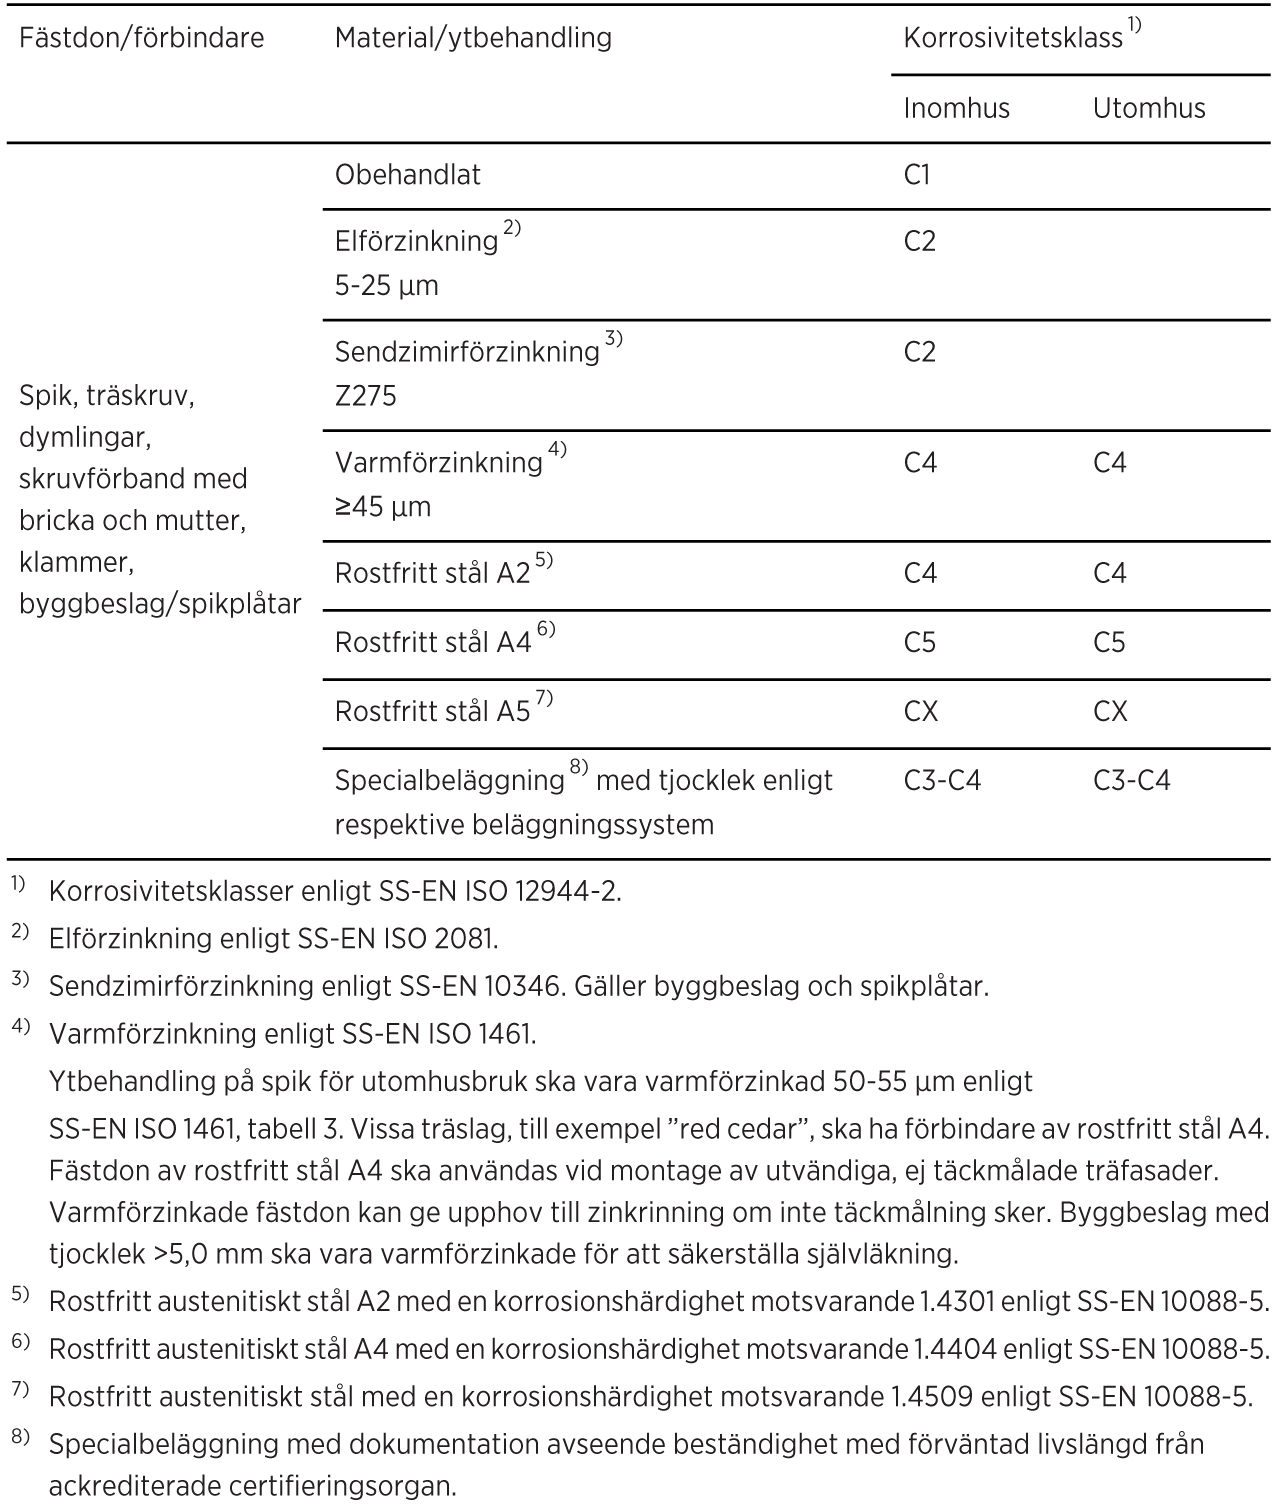 Fästdon/förbindare Material/ytbehandling Korrosivitetsklass 1)
Inomhus Utomhus
Obehandlat C1
Elförzinkning 2) C2
5-25 μm
Sendzimirförzinkning 3) C2
Z275
Spik, träskruv,
dymlingar,
skruvförband med
bricka och mutter,
klammer,
byggbeslag/spikplåtar
Varmförzinkning 4) C4 C4
≥45 μm
Rostfritt stål A2 5) C4 C4
Rostfritt stål A4 6) C5 C5
Rostfritt stål A5 7) CX CX
Specialbeläggning 8) med tjocklek enligt C3-C4 C3-C4
respektive beläggningssystem
1) Korrosivitetsklasser enligt SS-EN ISO 12944-2.
2) Elförzinkning enligt SS-EN ISO 2081.
3) Sendzimirförzinkning enligt SS-EN 10346. Gäller byggbeslag och spikplåtar.
4) Varmförzinkning enligt SS-EN ISO 1461.
Ytbehandling på spik för utomhusbruk ska vara varmförzinkad 50-55 μm enligt
SS-EN ISO 1461, tabell 3. Vissa träslag, till exempel ”red cedar”, ska ha förbindare av rostfritt stål A4.
Fästdon av rostfritt stål A4 ska användas vid montage av utvändiga, ej täckmålade träfasader.
Varmförzinkade fästdon kan ge upphov till zinkrinning om inte täckmålning sker. Byggbeslag med
tjocklek >5,0 mm ska vara varmförzinkade för att säkerställa självläkning.
5) Rostfritt austenitiskt stål A2 med en korrosionshärdighet motsvarande 1.4301 enligt SS-EN 10088-5.
6) Rostfritt austenitiskt stål A4 med en korrosionshärdighet motsvarande 1.4404 enligt SS-EN 10088-5.
7) Rostfritt austenitiskt stål med en korrosionshärdighet motsvarande 1.4509 enligt SS-EN 10088-5.
8) Specialbeläggning med dokumentation avseende beständighet med förväntad livslängd från
ackrediterade certifieringsorgan.